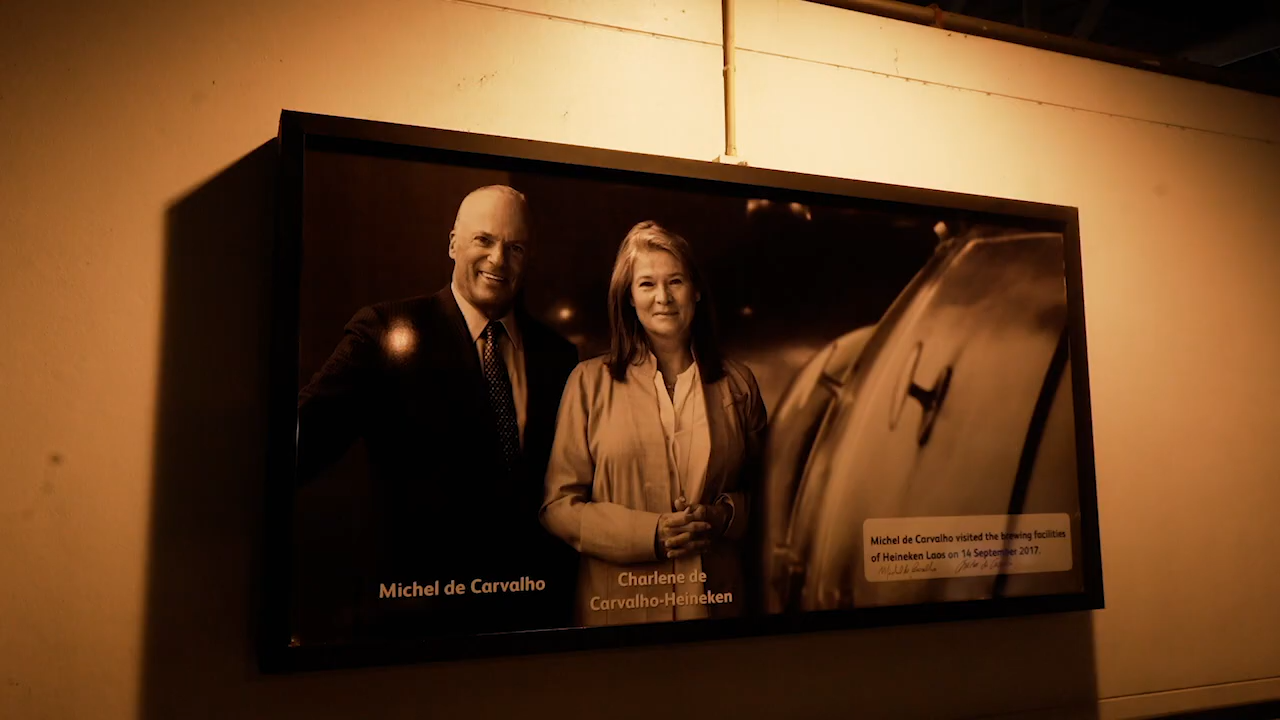 Michel de Carvalho
Charlene de
Carvalho-Heineken
Michel de Carvalho visited the brewing facilities
of Heineken Laos on 14 September 2017.